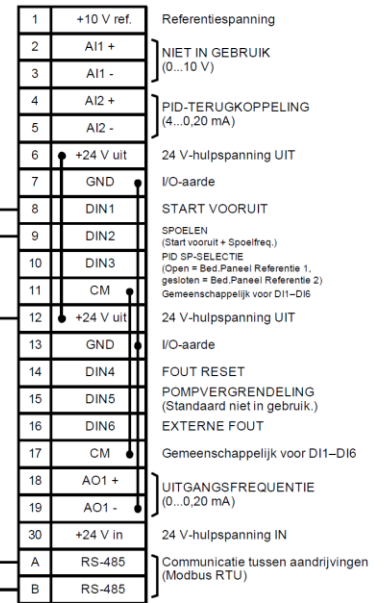 1 +10 V ref. Referentiespanning
2 AI1 + NIET IN GEBRUIK
3 AI1 - (0...10 V)
4 AI2 + PID-TERUGKOPPELING
5 AI2 - (4...0,20 mA)
6 +24 V uit 24 V-hulpspanning UIT
7 GND I/O-aarde
8 DIN1 START VOORUIT
9 DIN2 SPOELEN
(Start vooruit + Spoelfreq.)
10 DIN3 PID SP-SELECTIE
(Open = Bed.Paneel Referentie 1,
gesloten = Bed.Paneel Referentie 2)
11 CM Gemeenschappelijk voor DI1–DI6
12 +24 V uit 24 V-hulpspanning UIT
13 GND I/O-aarde
14 DIN4 FOUT RESET
15 DIN5 POMPVERGRENDELING
(Standaard niet in gebruik.)
16 DIN6 EXTERNE FOUT
17 CM Gemeenschappelijk voor DI1–DI6
18 AO1 + UITGANGSFREQUENTIE
19 AO1 - (0...0,20 mA)
30 +24 V in 24 V-hulpspanning IN
A RS-485 Communicatie tussen aandrijvingen
B RS-485 (Modbus RTU)